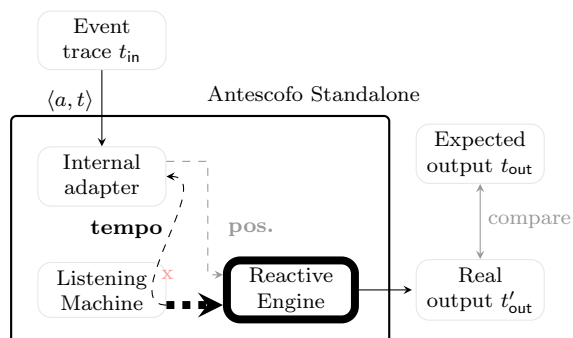 Event
trace t_in
⟨a, t⟩
Antescofo Standalone
Internal
adapter
Expected
output t_out
tempo
pos.
compare
x
Listening
Machine
Reactive
Engine
Real
output t′_out